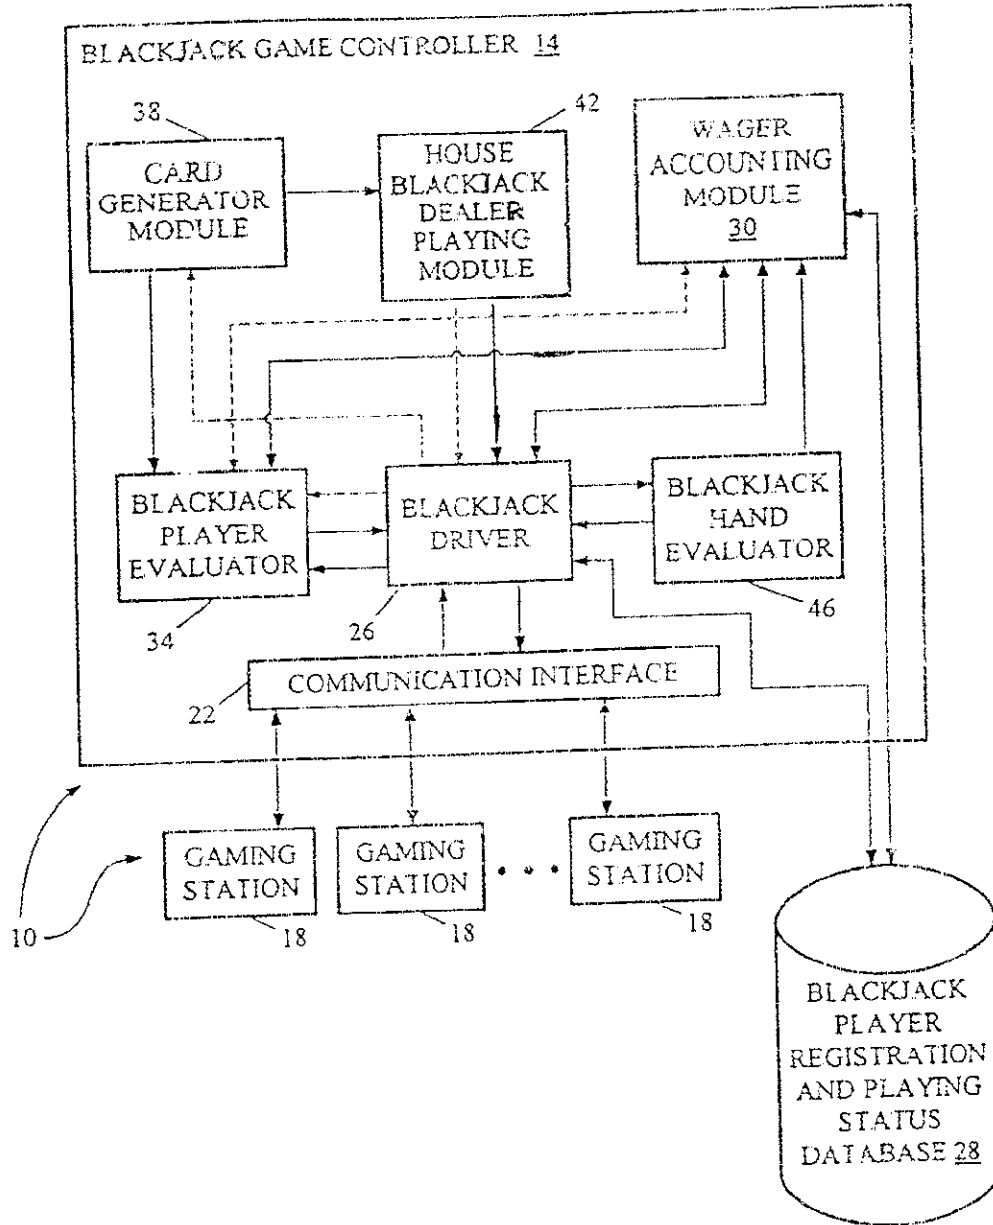 BLACKJACK GAME CONTROLLER 14
38
42
CARD
GENERATOR
MODULE
HOUSE
BLACKJACK
DEALER
PLAYING
MODULE
WAGER
ACCOUNTING
MODULE
30
BLACKJACK
PLAYER
EVALUATOR
BLACKJACK
DRIVER
BLACKJACK
HAND
EVALUATOR
34
26
46
22
COMMUNICATION INTERFACE
GAMING
STATION
GAMING
STATION
GAMING
STATION
10
18
18
18
BLACKJACK
PLAYER
REGISTRATION
AND PLAYING
STATUS
DATABASE 28